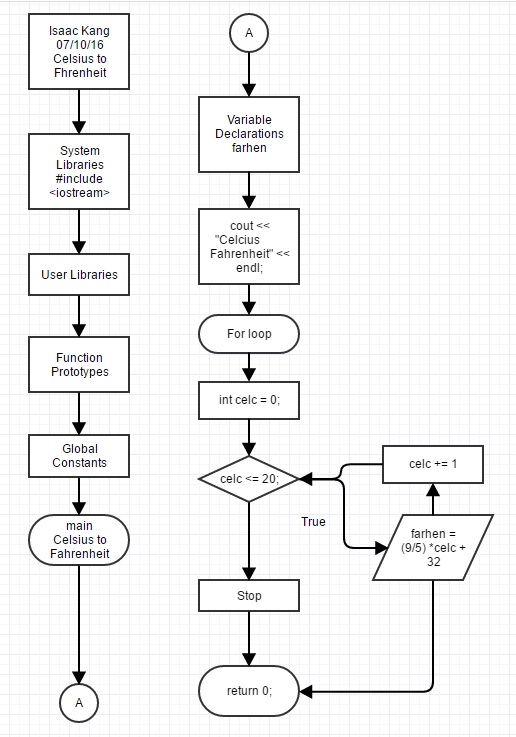 Isaac Kang
07/10/16
Celsius to
Fhrenheit
System
Libraries
#include
<iostream>
User Libraries
Function
Prototypes
Global
Constants
main
Celsius to
Fahrenheit
A
A
Variable
Declarations
farhen
cout <<
"Celcius
Fahrenheit" <<
endl;
For loop
int celc = 0;
celc <= 20;
celc += 1
True
farhen =
(9/5) *celc +
32
Stop
return 0;